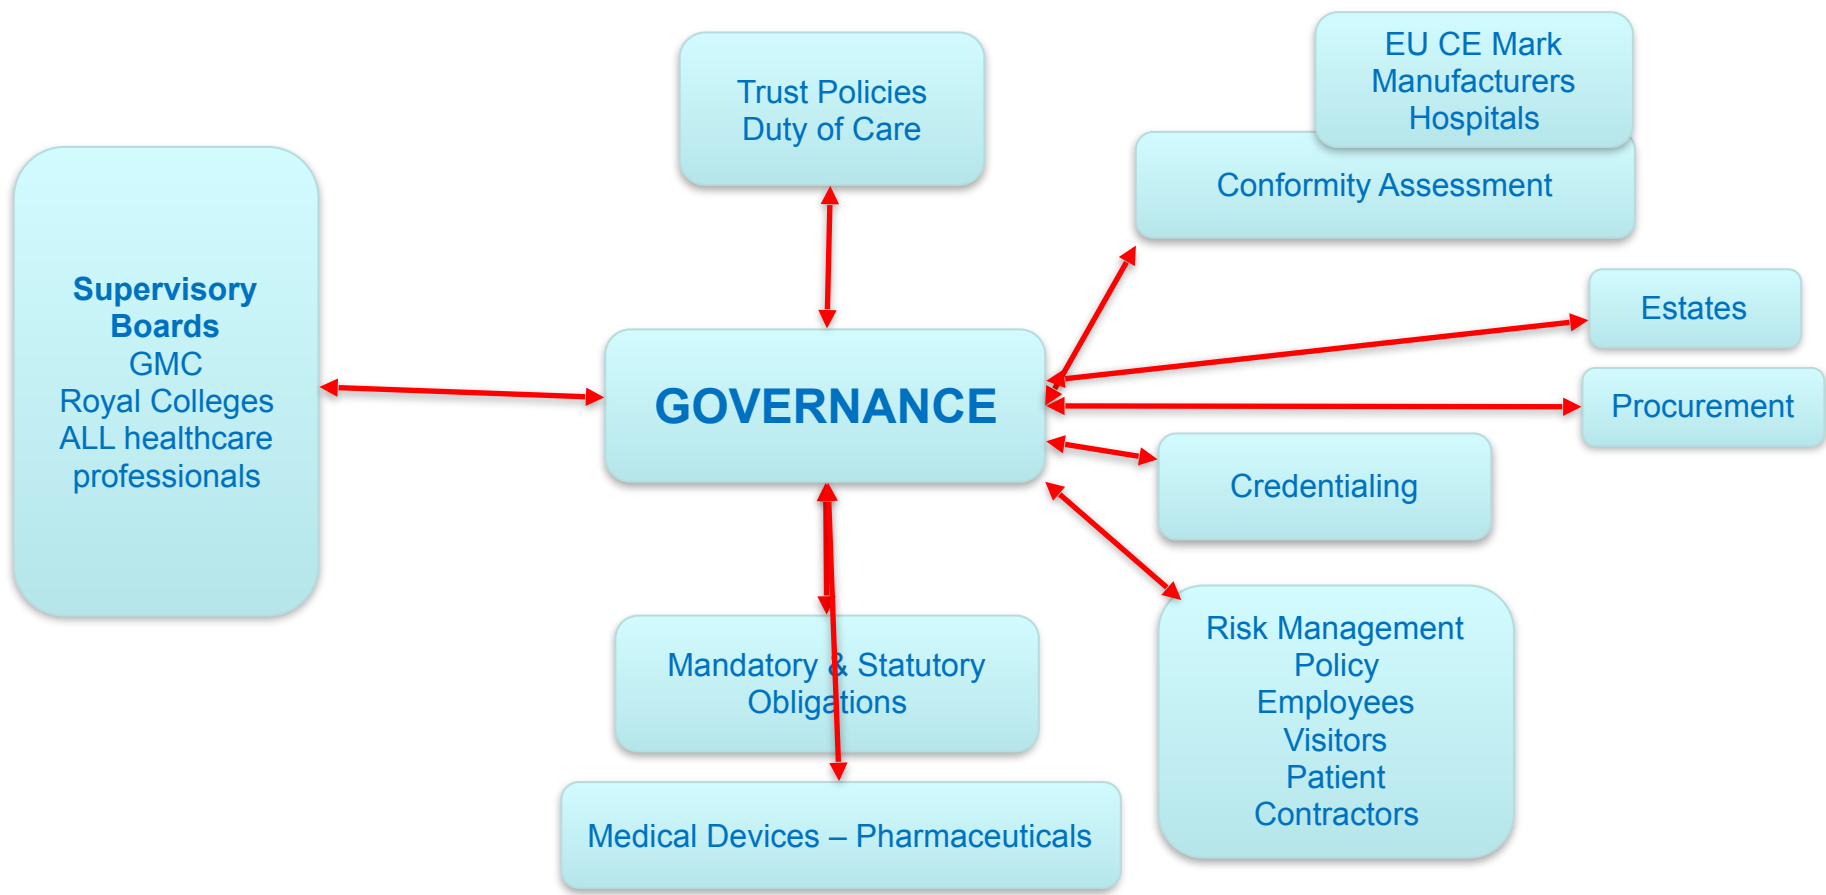 EU CE Mark
Manufacturers
Hospitals
Trust Policies
Duty of Care
Conformity Assessment
Supervisory
Boards
GMC
Royal Colleges
ALL healthcare
professionals
Estates
GOVERNANCE
Procurement
Credentialing
Mandatory & Statutory
Obligations
Risk Management
Policy
Employees
Visitors
Patient
Contractors
Medical Devices – Pharmaceuticals